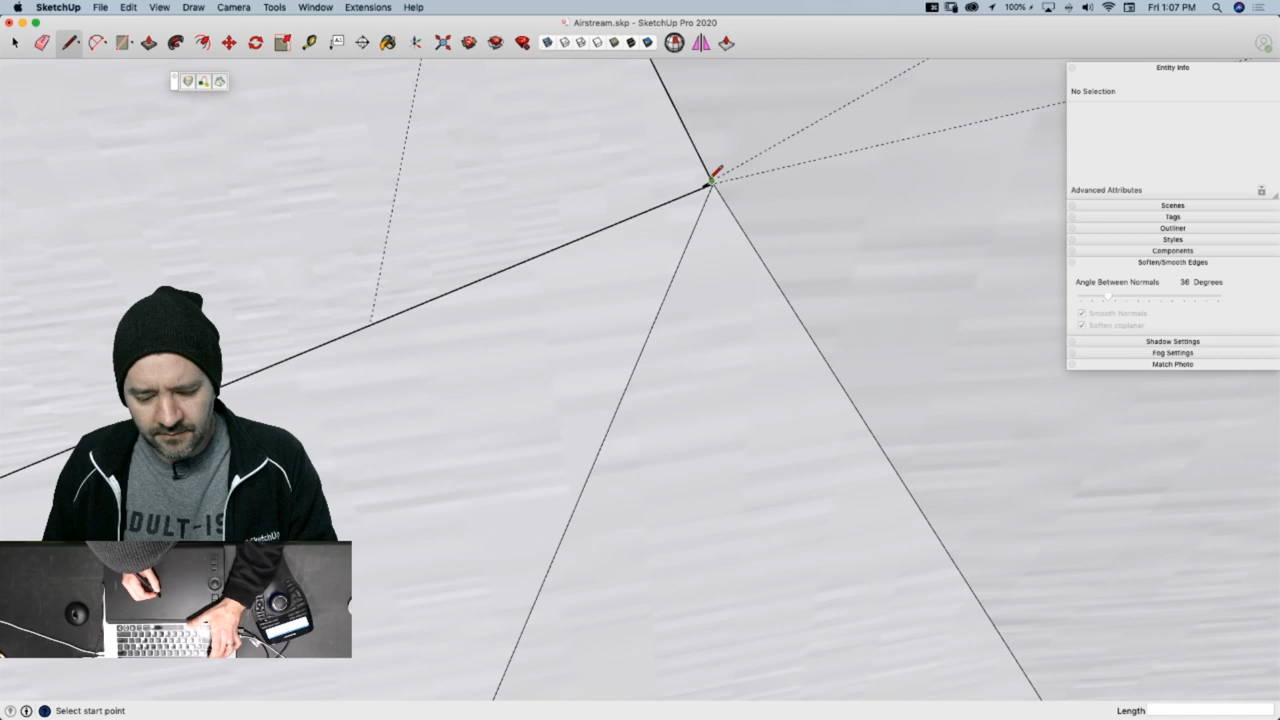 SketchUp File Edit View Draw Camera Tools Window Extensions Help
100% Fri 1:07 PM
Airstream.skp - SketchUp Pro 2020
Entity Info
No Selection
Advanced Attributes
Scenes
Tags
Outliner
Styles
Components
Soften/Smooth Edges
Angle Between Normals 36 Degrees
Smooth Normals
Soften coplanar
Shadow Settings
Fog Settings
Match Photo
DULT-IS
SketchUp
Select start point
Length